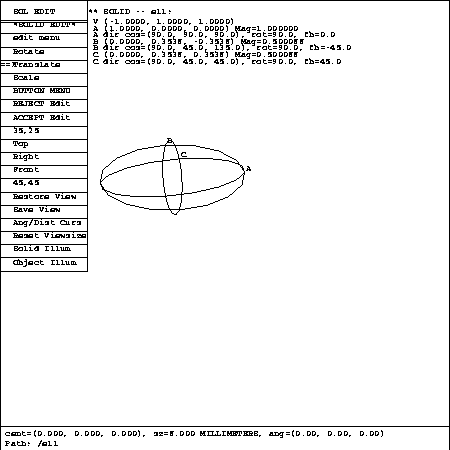 SOL EDIT
*SOLID EDIT*
edit menu
Rotate
==>Translate
Scale
BUTTON MENU
REJECT Edit
ACCEPT Edit
35,25
Top
Right
Front
45,45
Restore View
Save View
Ang/Dist Curs
Reset Viewsize
Solid Illum
Object Illum
** SOLID -- ell:
V (-1.0000, 1.0000, 1.0000)
A (1.0000, 0.0000, 0.0000) Mag=1.000000
A dir cos=(90.0, 90.0, 90.0), rot=90.0, fb=0.0
B (0.0000, 0.3536, -0.3536) Mag=0.500066
B dir cos=(90.0, 45.0, 135.0), rot=90.0, fb=-45.0
C (0.0000, 0.3536, 0.3536) Mag=0.500066
C dir cos=(90.0, 45.0, 45.0), rot=90.0, fb=45.0
B
C
A
cent=(0.000, 0.000, 0.000), sz=8.000 MILLIMETERS, ang=(0.00, 0.00, 0.00)
Path: /ell